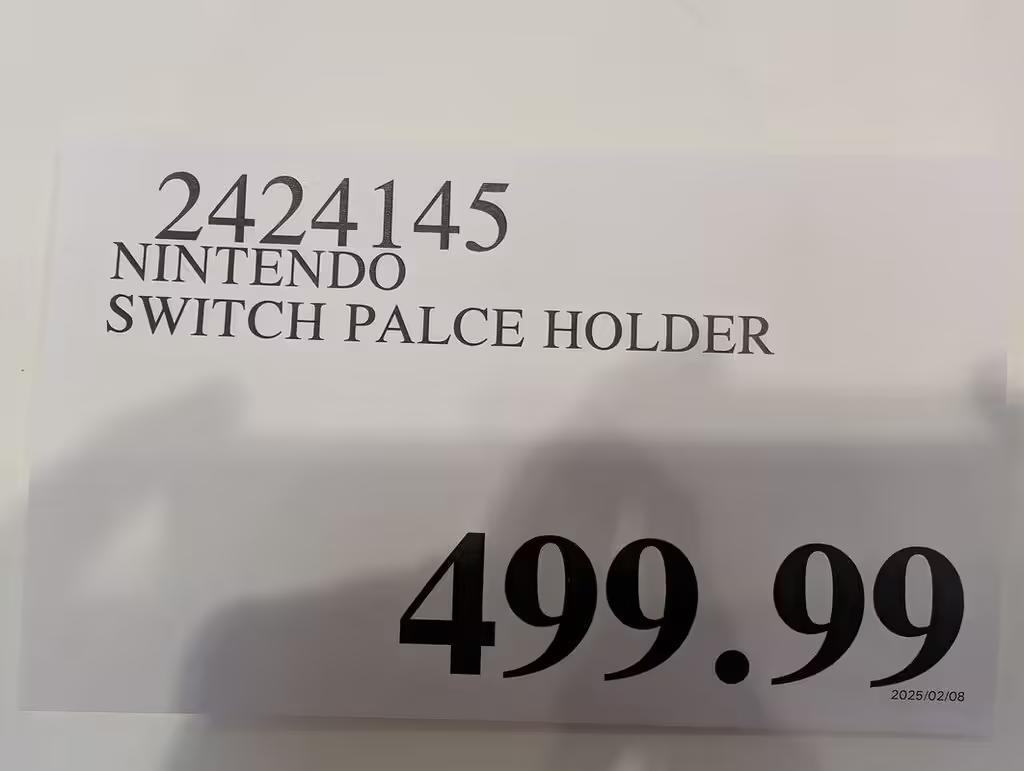 2424145
NINTENDO
SWITCH PALCE HOLDER
499.99
2025/02/08